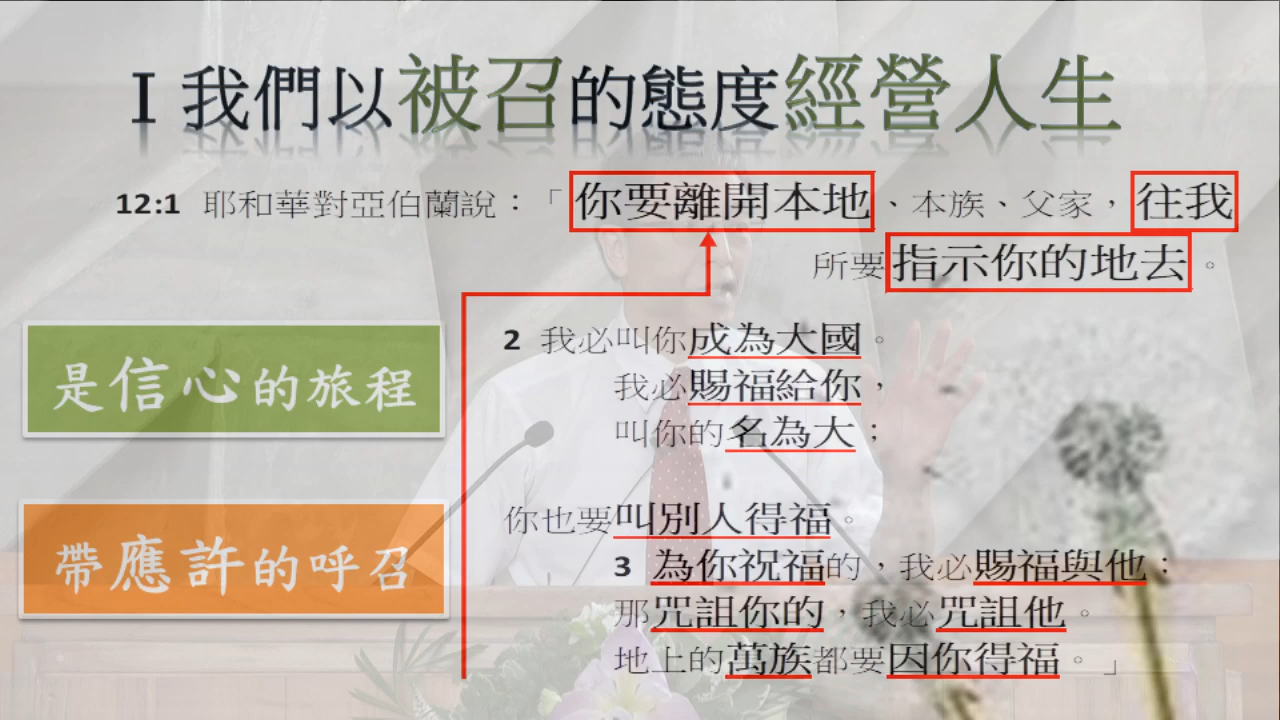 I 我們以被召的態度經營人生
12:1 耶和華對亞伯蘭說：「你要離開本地、本族、父家，往我
所要指示你的地去。
2 我必叫你成為大國。
我必賜福給你，
叫你的名為大；
你也要叫別人得福。
3 為你祝福的，我必賜福與他；
那咒詛你的，我必咒詛他。
地上的萬族都要因你得福。」
是信心的旅程
帶應許的呼召